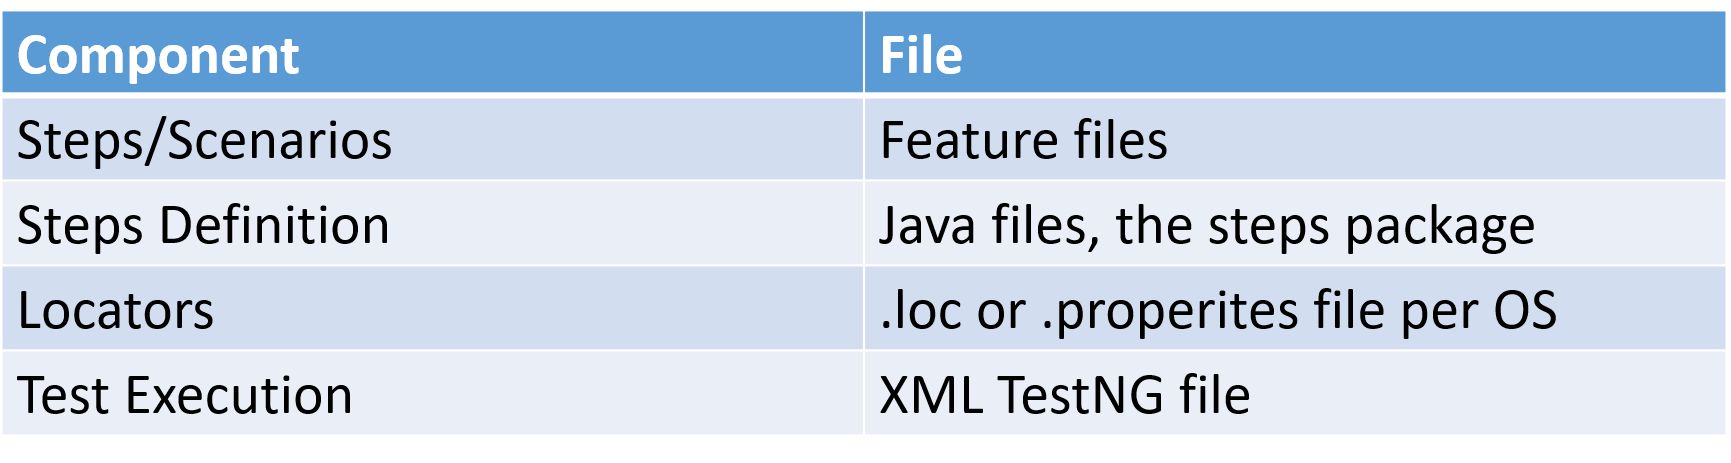 Component File
Steps/Scenarios Feature files
Steps Definition Java files, the steps package
Locators .loc or .properites file per OS
Test Execution XML TestNG file